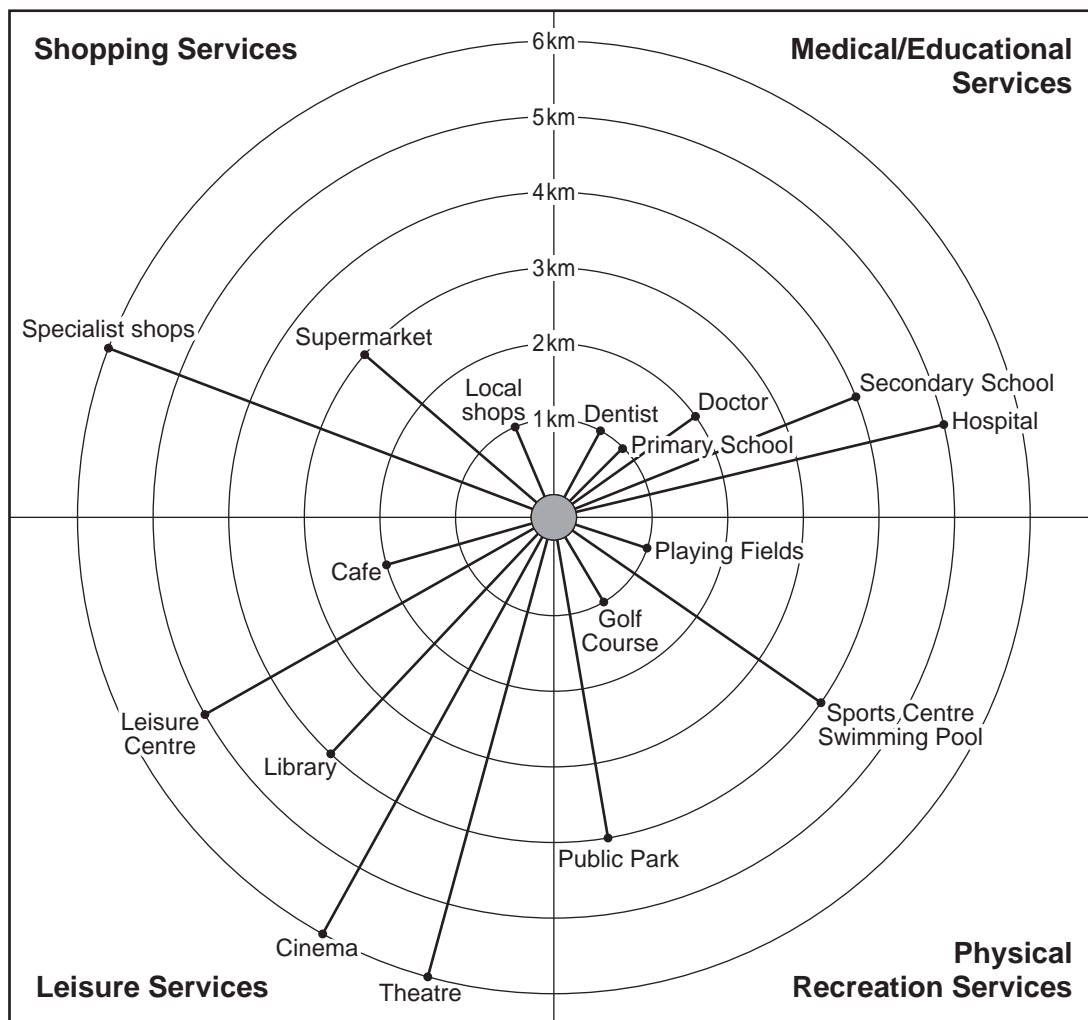 Shopping Services
Medical/Educational
Services
6km
5km
4km
3km
2km
1km
Specialist shops
Supermarket
Local
shops
Dentist
Doctor
Primary School
Secondary School
Hospital
Playing Fields
Golf
Course
Sports Centre
Swimming Pool
Public Park
Cafe
Leisure
Centre
Library
Cinema
Theatre
Leisure Services
Physical
Recreation Services